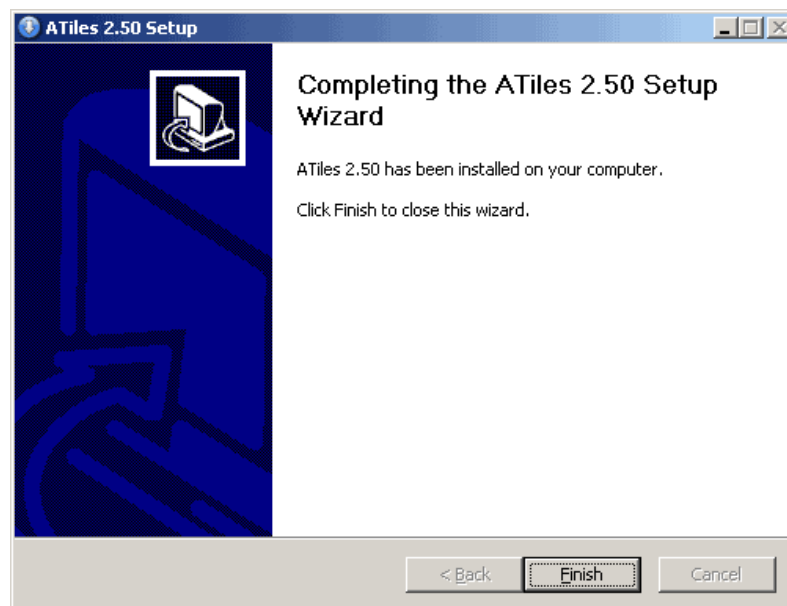 ATiles 2.50 Setup
Completing the ATiles 2.50 Setup
Wizard
ATiles 2.50 has been installed on your computer.
Click Finish to close this wizard.
< Back
Finish
Cancel